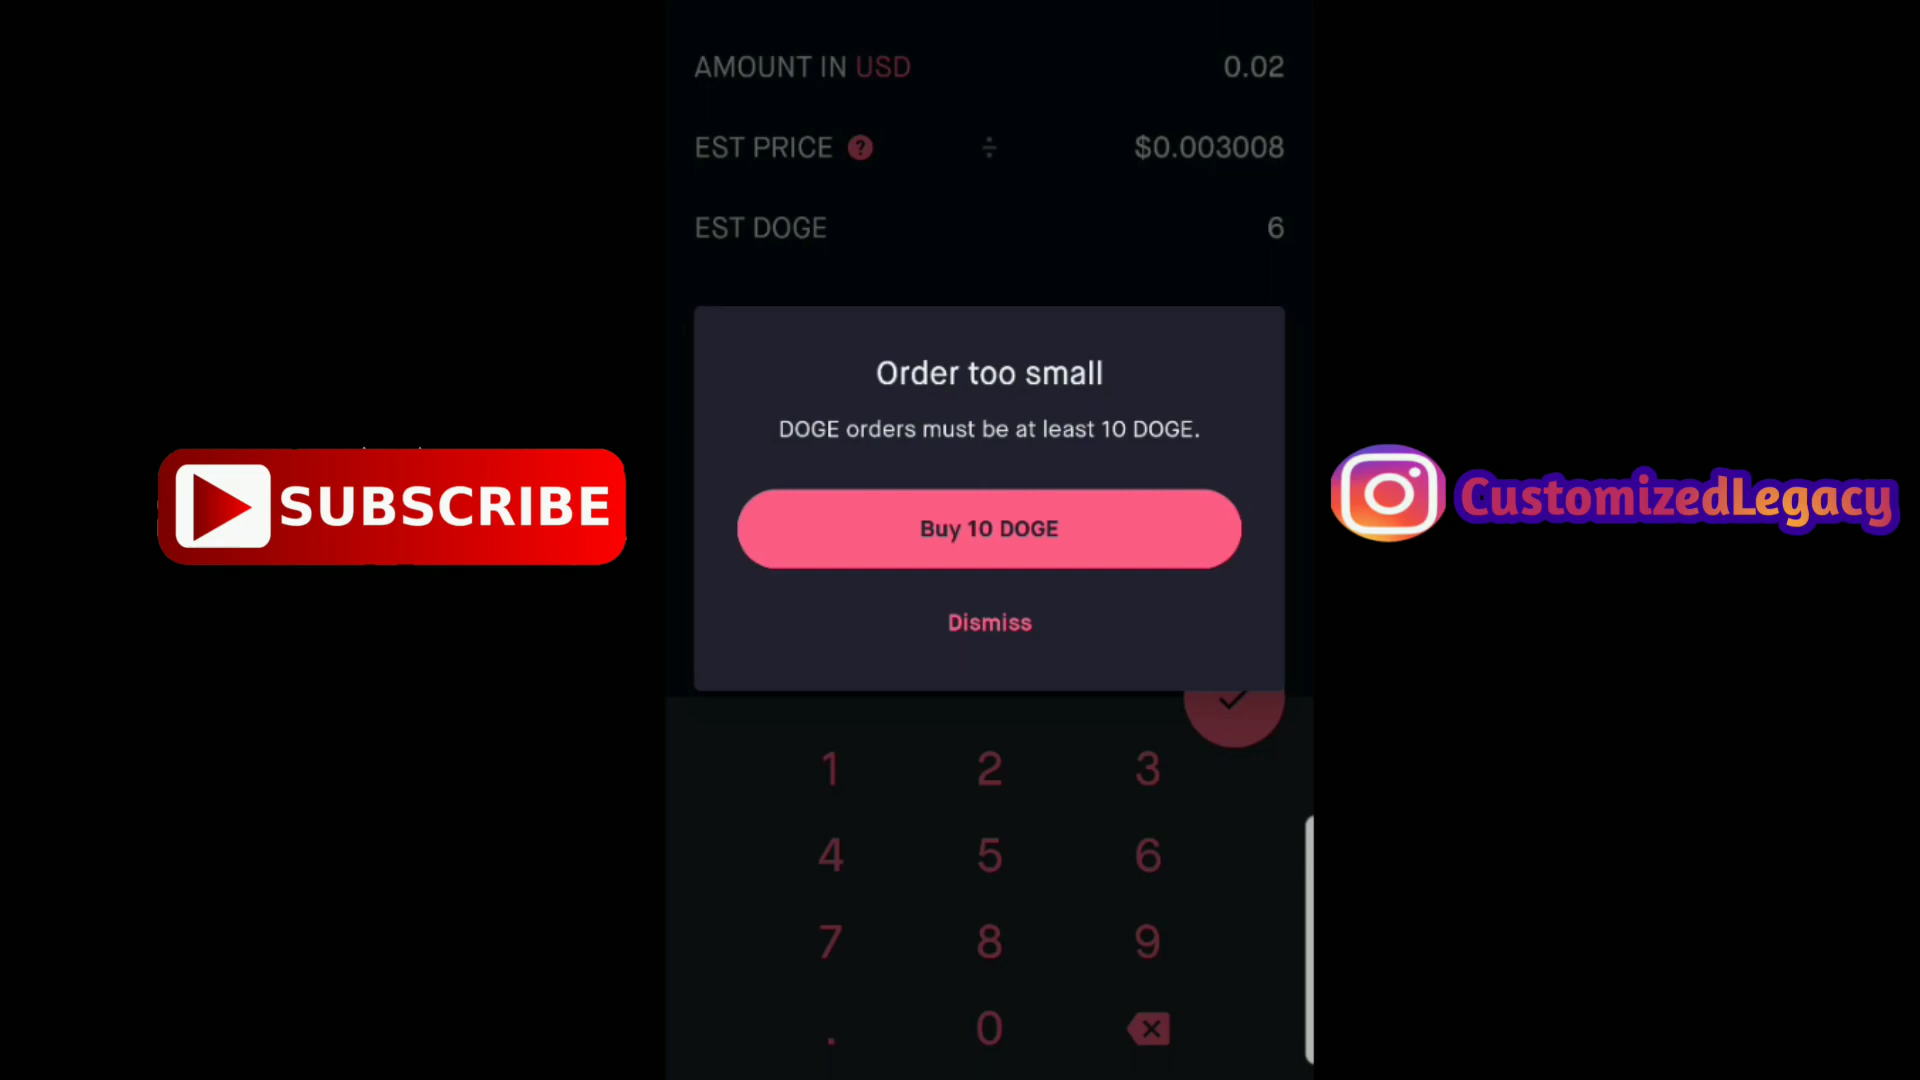 AMOUNT IN USD 0.02
EST PRICE ? ÷ $0.003008
EST DOGE 6
Order too small
DOGE orders must be at least 10 DOGE.
Buy 10 DOGE
Dismiss
SUBSCRIBE
CustomizedLegacy
1 2 3
4 5 6
7 8 9
. 0